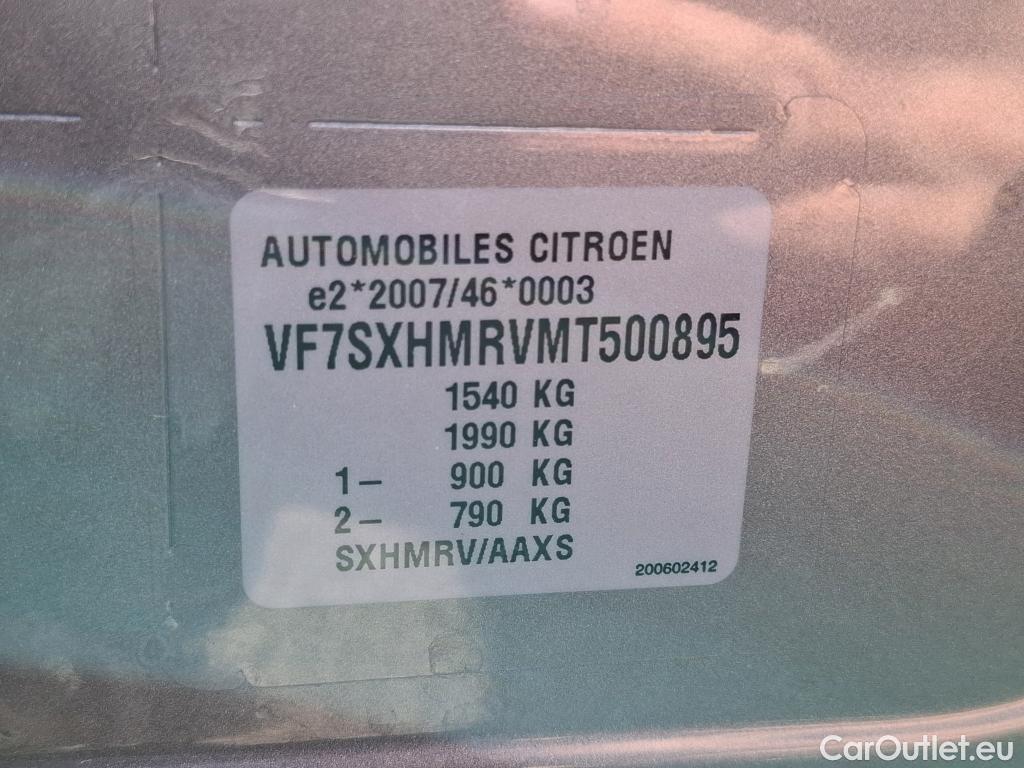 AUTOMOBILES CITROEN
e2*2007/46*0003
VF7SXHMRVMT500895
1540 KG
1990 KG
1– 900 KG
2– 790 KG
SXHMRV/AAXS
200602412
CarOutlet.eu